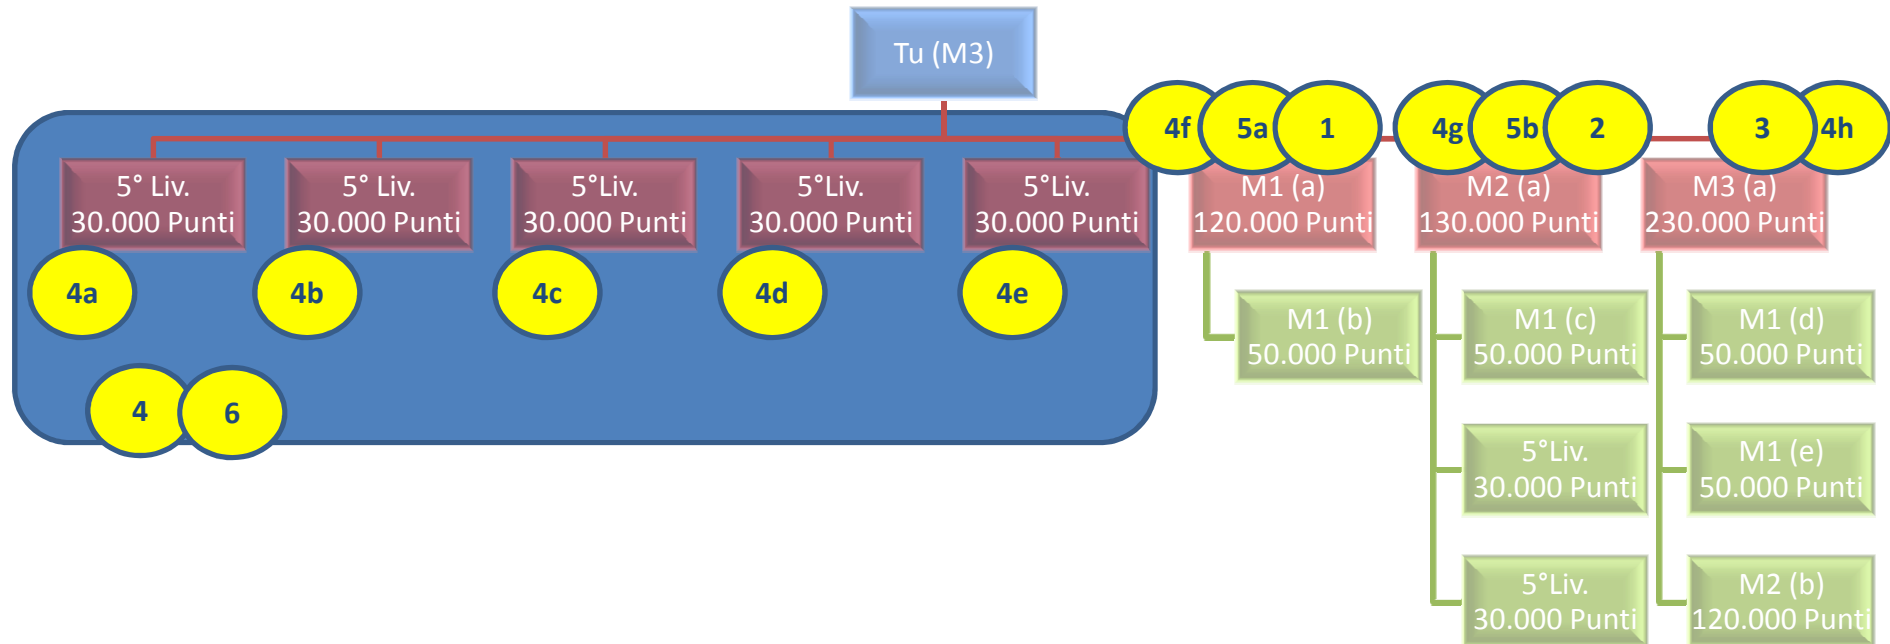 Tu (M3)
4f
5a
1
4g
5b
2
3
4h
5° Liv.
30.000 Punti
5° Liv.
30.000 Punti
5°Liv.
30.000 Punti
5°Liv.
30.000 Punti
5°Liv.
30.000 Punti
M1 (a)
120.000 Punti
M2 (a)
130.000 Punti
M3 (a)
230.000 Punti
4a
4b
4c
4d
4e
M1 (b)
50.000 Punti
M1 (c)
50.000 Punti
M1 (d)
50.000 Punti
4
6
5°Liv.
30.000 Punti
M1 (e)
50.000 Punti
5°Liv.
30.000 Punti
M2 (b)
120.000 Punti